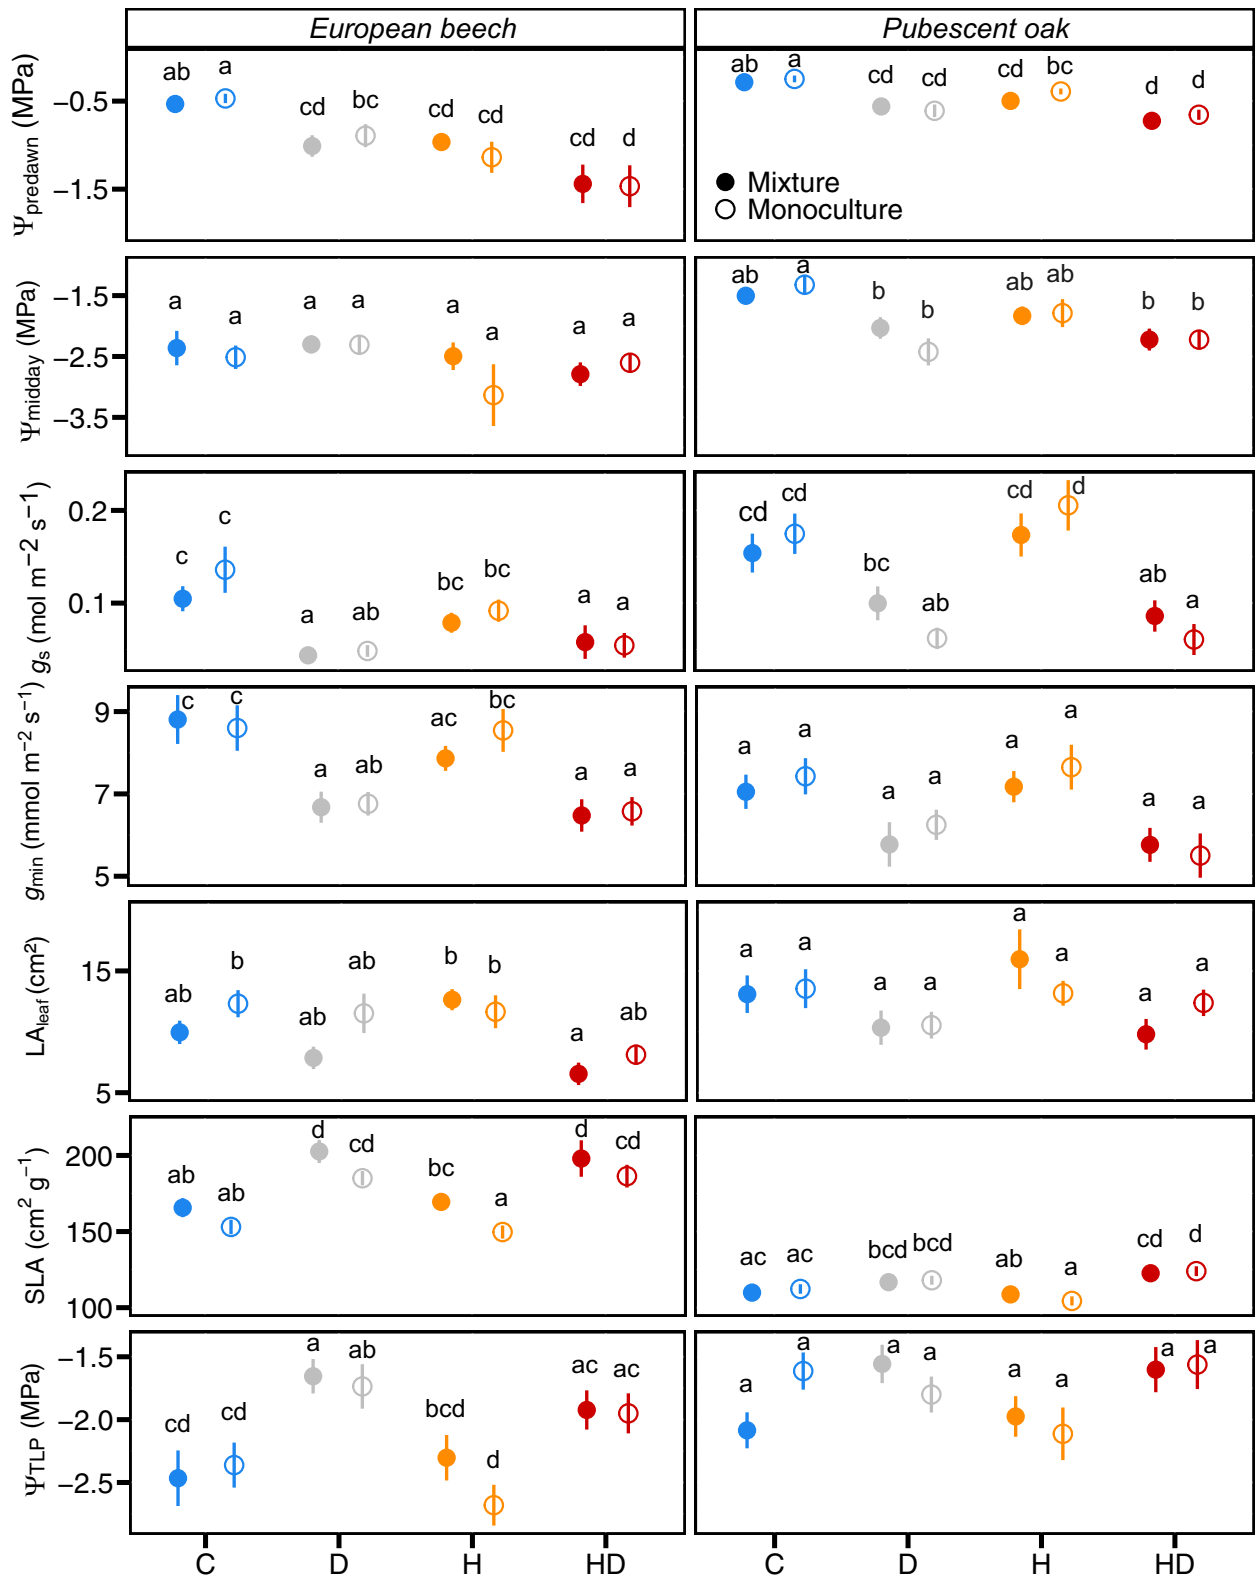 European beech Pubescent oak
Ψpredawn (MPa)
−0.5
−1.5
ab a cd bc cd cd cd d
ab a cd cd cd bc d d
Mixture
Monoculture
Ψmidday (MPa)
−1.5
−2.5
−3.5
a a a a a a a a
ab a b b ab ab b b
gs (mol m−2 s−1)
0.2
0.1
c c a ab bc bc a a
cd cd bc ab cd d ab a
gmin (mmol m−2 s−1)
9
7
5
c c a ab ac bc a a
a a a a a a a a
LAleaf (cm²)
15
5
ab b ab ab b b a ab
a a a a a a a a
SLA (cm2 g−1)
200
150
100
ab ab d cd bc a d cd
ac ac bcd bcd ab a cd d
ΨTLP (MPa)
−1.5
−2.0
−2.5
cd cd a ab bcd d ac ac
a a a a a a a a
C D H HD C D H HD